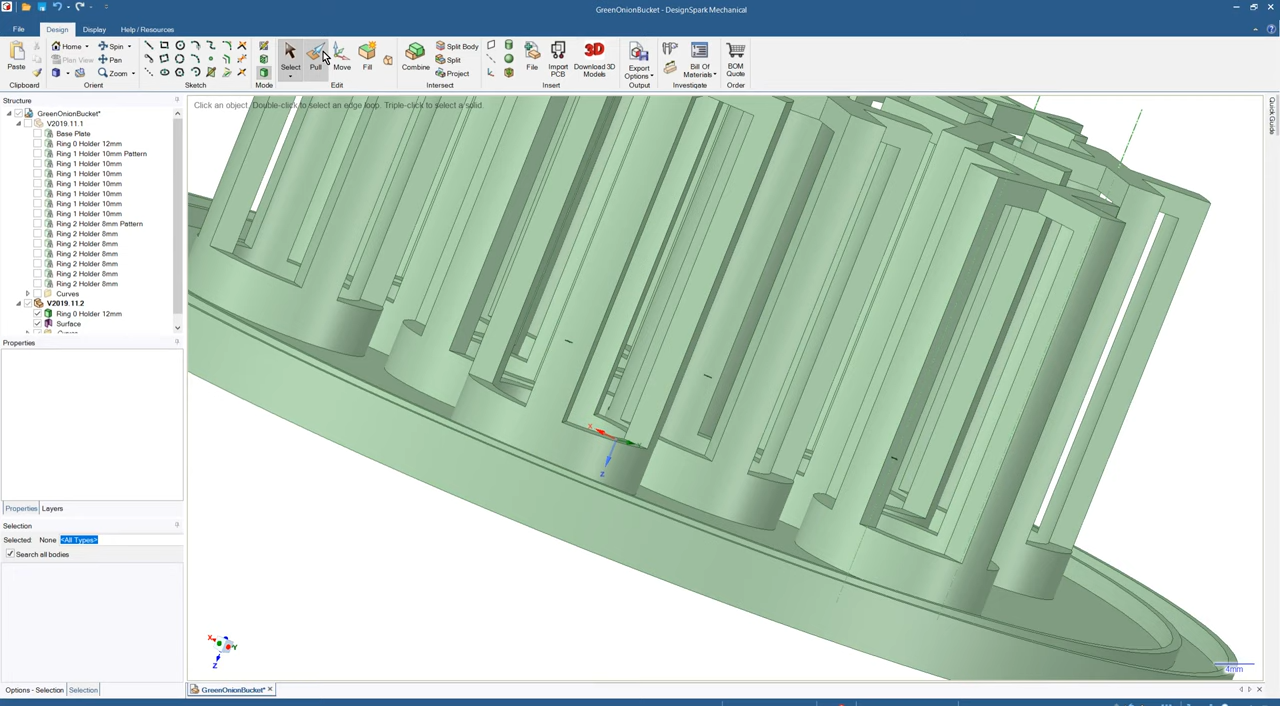 GreenOnionBucket - DesignSpark Mechanical
File Design Display Help / Resources
Paste Home Plan View Spin Pan Zoom Select Pull Move Fill Combine Split Body Split Project File Import PCB Download 3D Models Export Options Bill Of Materials BOM Quote
Clipboard Orient Sketch Mode Edit Intersect Insert Output Investigate Order
Structure
Click an object. Double-click to select an edge loop. Triple-click to select a solid.
Quick Guide
GreenOnionBucket*
V2019.11.1
Base Plate
Ring 0 Holder 12mm
Ring 1 Holder 10mm Pattern
Ring 1 Holder 10mm
Ring 1 Holder 10mm
Ring 1 Holder 10mm
Ring 1 Holder 10mm
Ring 1 Holder 10mm
Ring 1 Holder 10mm
Ring 2 Holder 8mm Pattern
Ring 2 Holder 8mm
Ring 2 Holder 8mm
Ring 2 Holder 8mm
Ring 2 Holder 8mm
Ring 2 Holder 8mm
Ring 2 Holder 8mm
Curves
V2019.11.2
Ring 0 Holder 12mm
Surface
Properties
X
Z
Properties Layers
Selection
Selected: None <All Types>
Search all bodies
X
Y
Z
4mm
Options - Selection Selection
GreenOnionBucket*